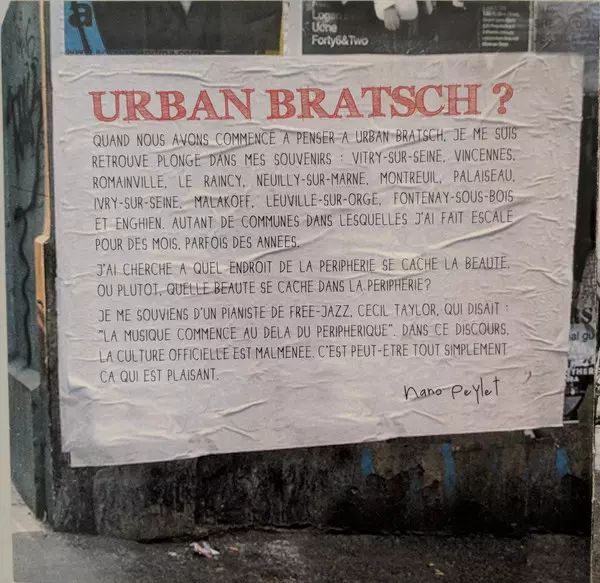 a
Logan
Uone
Forty6&Two
URBAN BRATSCH ?
QUAND NOUS AVONS COMMENCE A PENSER A URBAN BRATSCH, JE ME SUIS
RETROUVE PLONGE DANS MES SOUVENIRS : VITRY-SUR-SEINE, VINCENNES,
ROMAINVILLE, LE RAINCY, NEUILLY-SUR-MARNE, MONTREUIL, PALAISEAU,
IVRY-SUR-SEINE, MALAKOFF, LEUVILLE-SUR-ORGE, FONTENAY-SOUS-BOIS
ET ENGHIEN. AUTANT DE COMMUNES DANS LESQUELLES J'AI FAIT ESCALE
POUR DES MOIS, PARFOIS DES ANNEES.
J'AI CHERCHE A QUEL ENDROIT DE LA PERIPHERIE SE CACHE LA BEAUTE.
OU PLUTOT, QUELLE BEAUTE SE CACHE DANS LA PERIPHERIE?
JE ME SOUVIENS D'UN PIANISTE DE FREE-JAZZ, CECIL TAYLOR, QUI DISAIT :
"LA MUSIQUE COMMENCE AU DELA DU PERIPHERIQUE". DANS CE DISCOURS,
LA CULTURE OFFICIELLE EST MALMENEE. C'EST PEUT-ETRE TOUT SIMPLEMENT
CA QUI EST PLAISANT.
nano Peylet